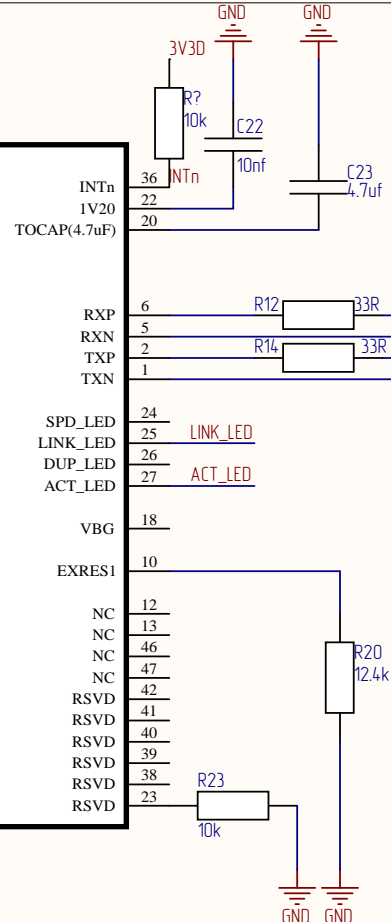 GND GND
3V3D
R?
10k
C22
10nf
INTn 36 INTn
C23
4.7uf
1V20 22
TOCAP(4.7uF) 20
RXP 6 R12 33R
RXN 5
TXP 2 R14 33R
TXN 1
SPD_LED 24
LINK_LED 25 LINK_LED
DUP_LED 26
ACT_LED 27 ACT_LED
VBG 18
EXRES1 10
NC 12
NC 13
NC 46
R20
12.4k
NC 47
RSVD 42
RSVD 41
RSVD 40
RSVD 39
RSVD 38
RSVD 23
R23
10k
GND GND